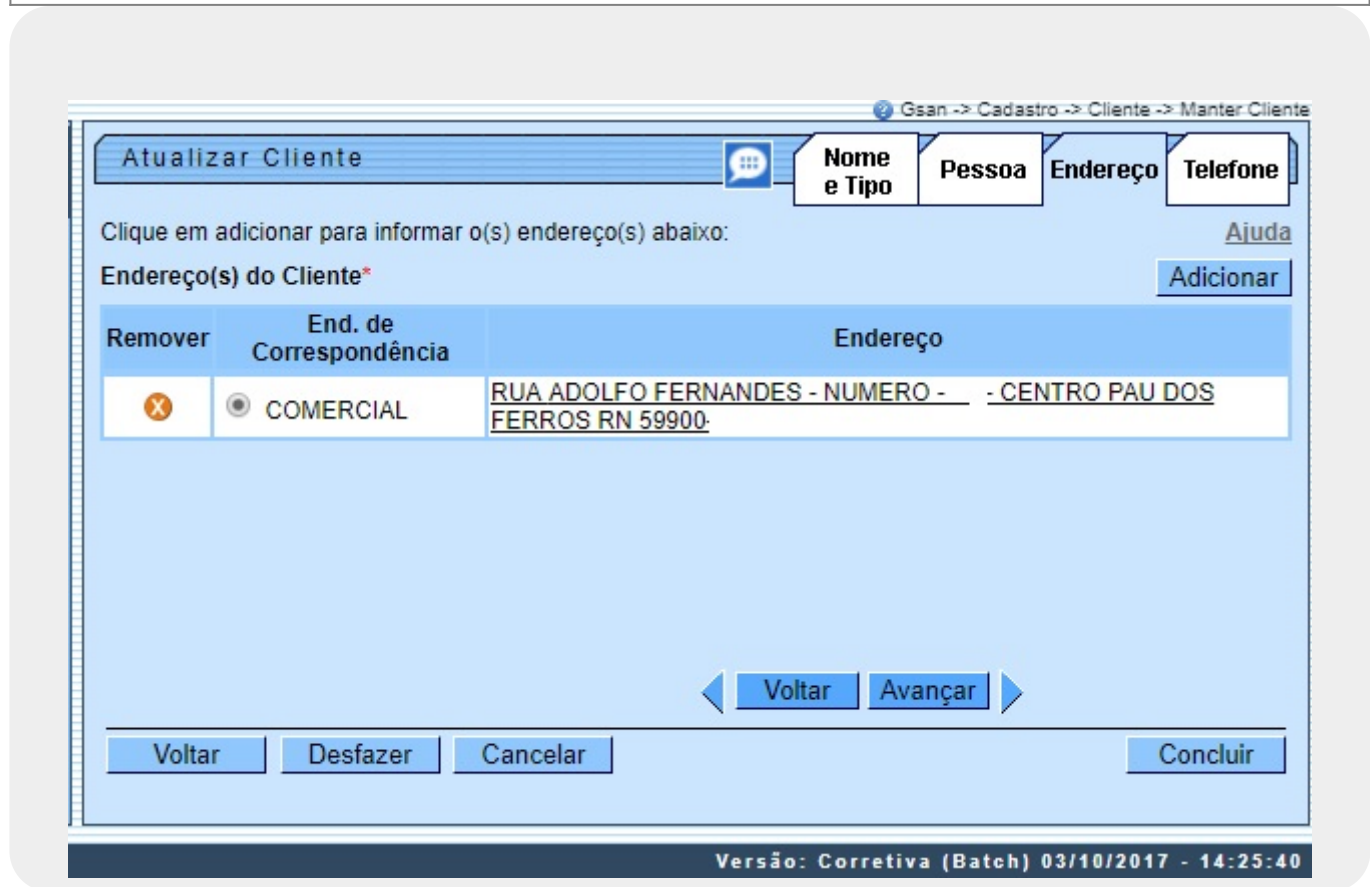 Gsan -> Cadastro -> Cliente -> Manter Cliente
Atualizar Cliente
Nome e Tipo
Pessoa
Endereço
Telefone
Clique em adicionar para informar o(s) endereço(s) abaixo:
Ajuda
Endereço(s) do Cliente*
Adicionar
Remover
End. de
Correspondência
Endereço
COMERCIAL
RUA ADOLFO FERNANDES - NUMERO - - CENTRO PAU DOS
FERROS RN 59900-
Voltar
Avançar
Voltar
Desfazer
Cancelar
Concluir
Versão: Corretiva (Batch) 03/10/2017 - 14:25:40